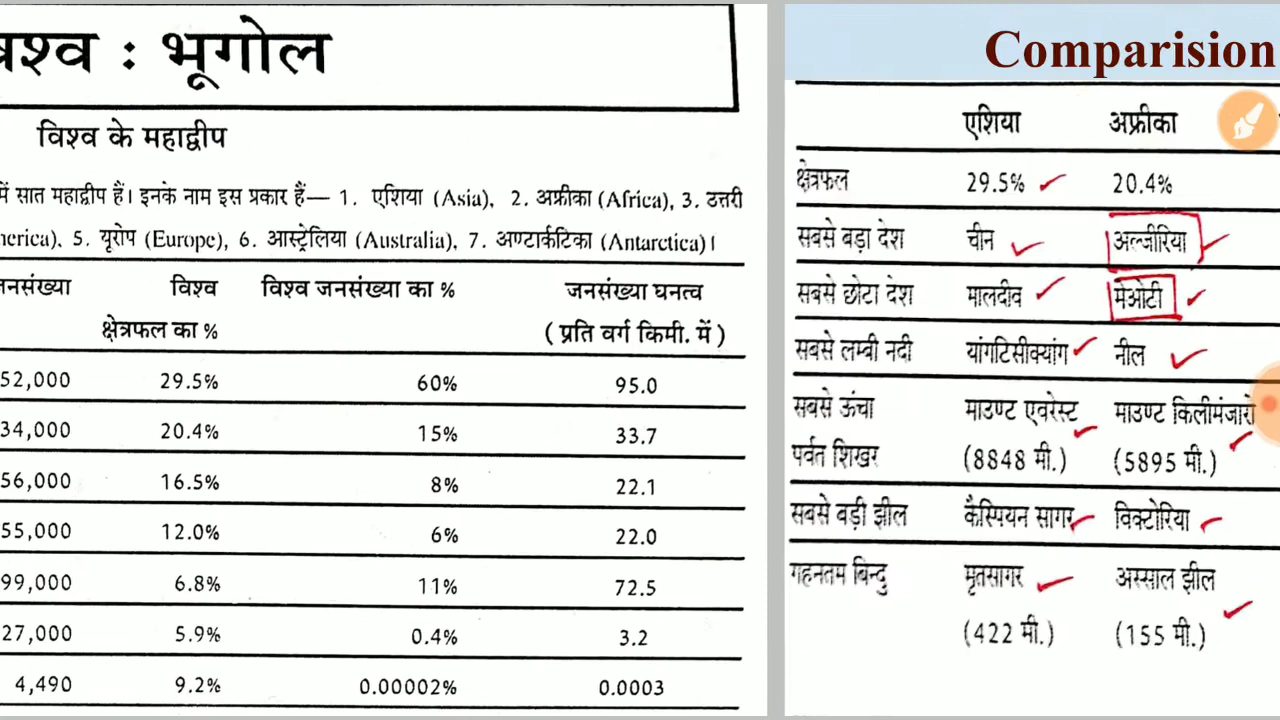 विश्व : भूगोल
विश्व के महाद्वीप
में सात महाद्वीप हैं। इनके नाम इस प्रकार हैं— 1. एशिया (Asia), 2. अफ्रीका (Africa), 3. उत्तरी
merica), 5. यूरोप (Europe), 6. आस्ट्रेलिया (Australia), 7. अण्टार्कटिका (Antarctica)।
जनसंख्या विश्व विश्व जनसंख्या का % जनसंख्या घनत्व
क्षेत्रफल का % (प्रति वर्ग किमी. में)
52,000 29.5% 60% 95.0
34,000 20.4% 15% 33.7
56,000 16.5% 8% 22.1
55,000 12.0% 6% 22.0
99,000 6.8% 11% 72.5
27,000 5.9% 0.4% 3.2
4,490 9.2% 0.00002% 0.0003
Comparision
एशिया अफ्रीका
क्षेत्रफल 29.5% 20.4%
सबसे बड़ा देश चीन अल्जीरिया
सबसे छोटा देश मालदीव मेओटी
सबसे लम्बी नदी यांगटिसीक्यांग नील
सबसे ऊंचा माउण्ट एवरेस्ट माउण्ट किलीमंजारो
पर्वत शिखर (8848 मी.) (5895 मी.)
सबसे बड़ी झील कैस्पियन सागर विक्टोरिया
गहनतम बिन्दु मृतसागर अस्साल झील
(422 मी.) (155 मी.)